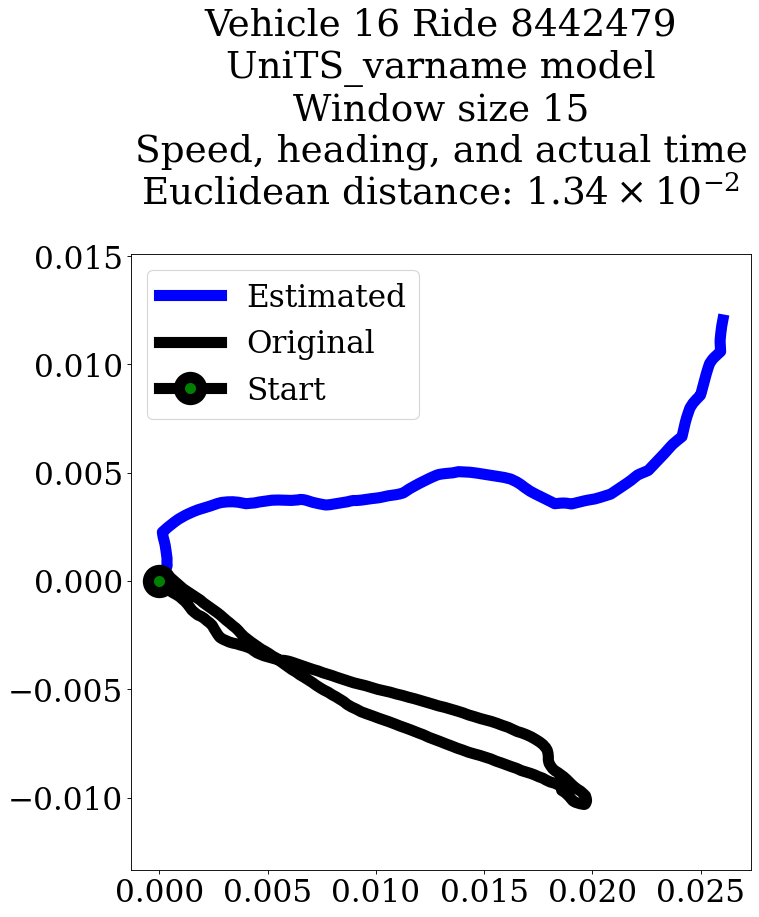 Vehicle 16 Ride 8442479
UniTS_varname model
Window size 15
Speed, heading, and actual time
Euclidean distance: 1.34 × 10⁻²
0.015
0.010
0.005
0.000
−0.005
−0.010
Estimated
Original
Start
0.000 0.005 0.010 0.015 0.020 0.025